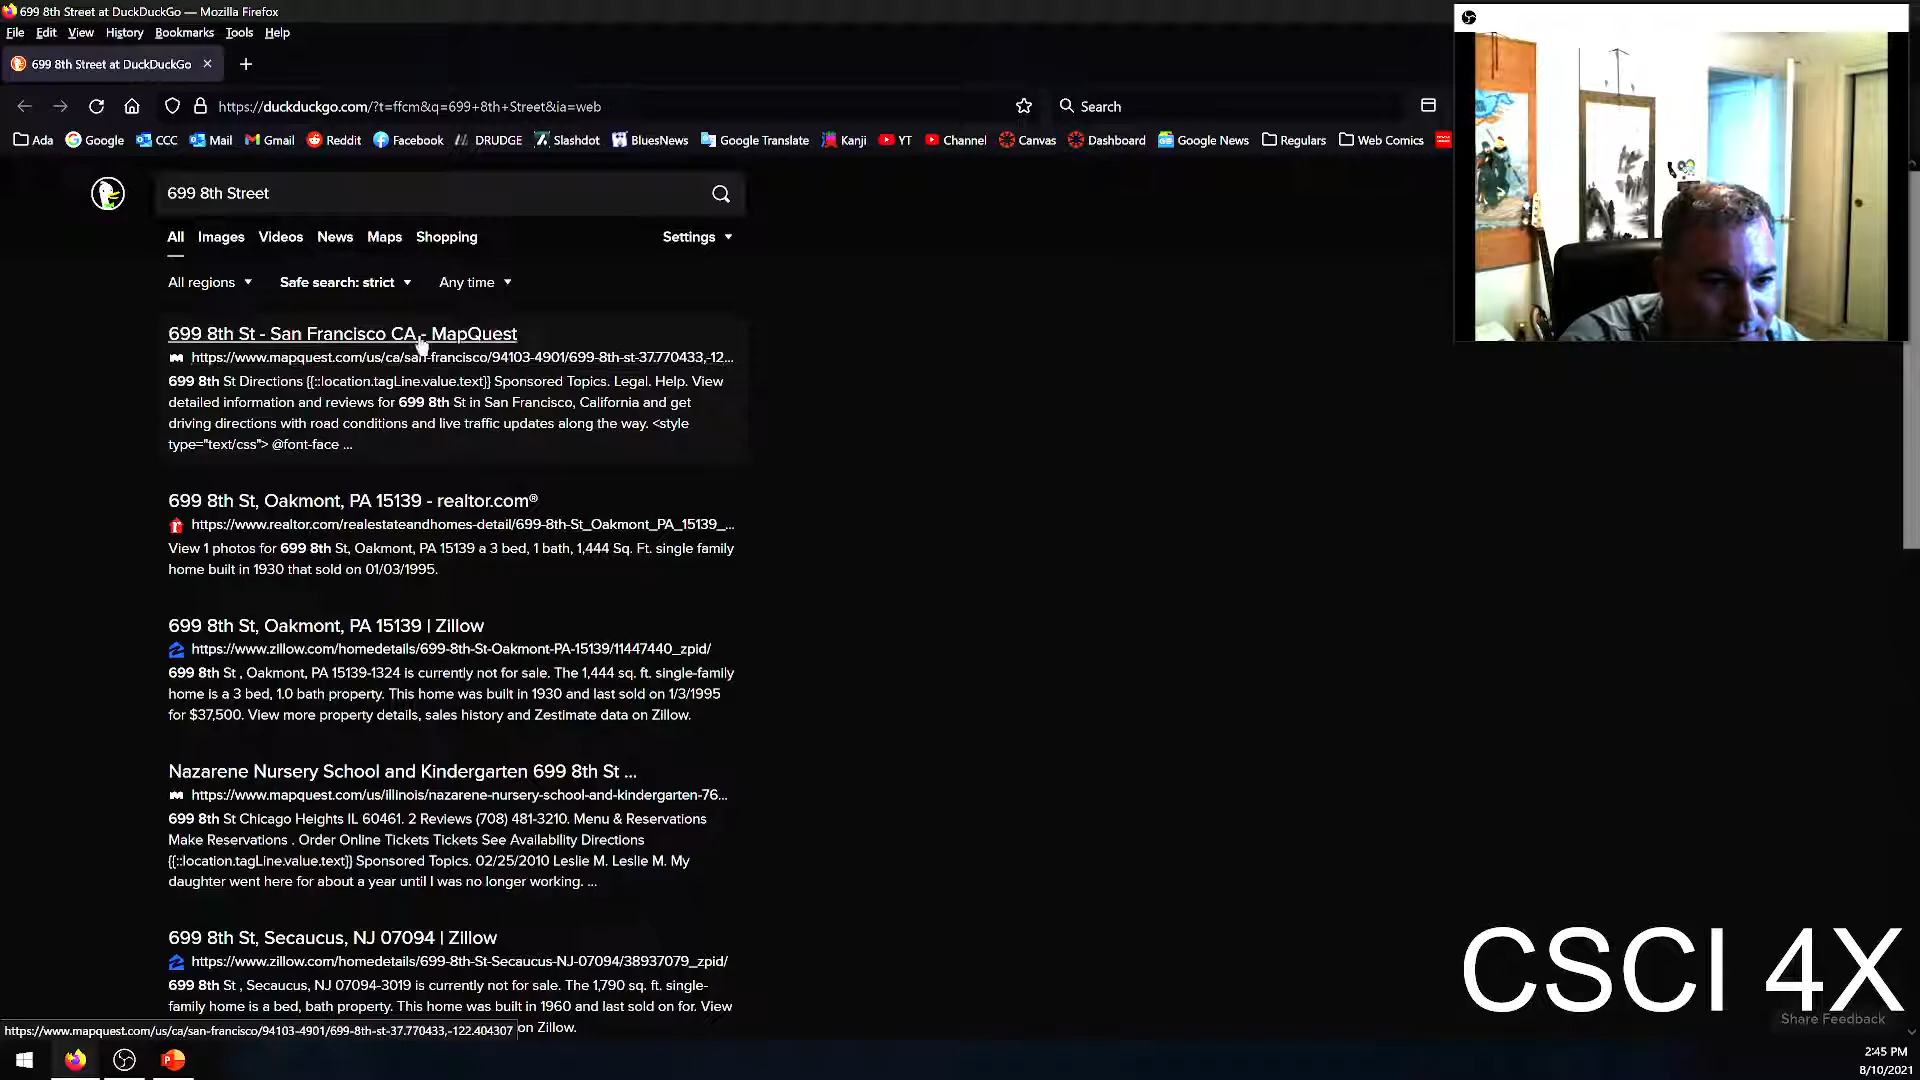 699 8th Street at DuckDuckGo — Mozilla Firefox
File Edit View History Bookmarks Tools Help
699 8th Street at DuckDuckGo
https://duckduckgo.com/?t=ffcm&q=699+8th+Street&ia=web
Search
Ada Google CCC Mail Gmail Reddit Facebook DRUDGE Slashdot BluesNews Google Translate Kanji YT Channel Canvas Dashboard Google News Regulars Web Comics
699 8th Street
All Images Videos News Maps Shopping Settings
All regions Safe search: strict Any time
699 8th St - San Francisco CA - MapQuest
https://www.mapquest.com/us/ca/san-francisco/94103-4901/699-8th-st-37.770433,-12...
699 8th St Directions {{::location.tagLine.value.text}} Sponsored Topics. Legal. Help. View
detailed information and reviews for 699 8th St in San Francisco, California and get
driving directions with road conditions and live traffic updates along the way. <style
type="text/css"> @font-face ...
699 8th St, Oakmont, PA 15139 - realtor.com®
https://www.realtor.com/realestateandhomes-detail/699-8th-St_Oakmont_PA_15139_...
View 1 photos for 699 8th St, Oakmont, PA 15139 a 3 bed, 1 bath, 1,444 Sq. Ft. single family
home built in 1930 that sold on 01/03/1995.
699 8th St, Oakmont, PA 15139 | Zillow
https://www.zillow.com/homedetails/699-8th-St-Oakmont-PA-15139/11447440_zpid/
699 8th St , Oakmont, PA 15139-1324 is currently not for sale. The 1,444 sq. ft. single-family
home is a 3 bed, 1.0 bath property. This home was built in 1930 and last sold on 1/3/1995
for $37,500. View more property details, sales history and Zestimate data on Zillow.
Nazarene Nursery School and Kindergarten 699 8th St ...
https://www.mapquest.com/us/illinois/nazarene-nursery-school-and-kindergarten-76...
699 8th St Chicago Heights IL 60461. 2 Reviews (708) 481-3210. Menu & Reservations
Make Reservations . Order Online Tickets Tickets See Availability Directions
{{::location.tagLine.value.text}} Sponsored Topics. 02/25/2010 Leslie M. Leslie M. My
daughter went here for about a year until I was no longer working. ...
699 8th St, Secaucus, NJ 07094 | Zillow
https://www.zillow.com/homedetails/699-8th-St-Secaucus-NJ-07094/38937079_zpid/
699 8th St , Secaucus, NJ 07094-3019 is currently not for sale. The 1,790 sq. ft. single-
family home is a bed, bath property. This home was built in 1960 and last sold on for. View
on Zillow.
https://www.mapquest.com/us/ca/san-francisco/94103-4901/699-8th-st-37.770433,-122.404307
CSCI 4X
Share Feedback
2:45 PM
8/10/2021